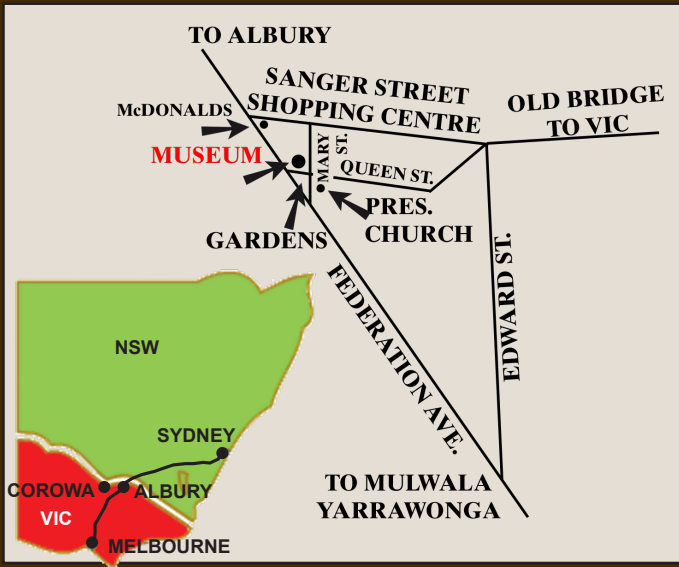 TO ALBURY
SANGER STREET
SHOPPING CENTRE
OLD BRIDGE
TO VIC
McDONALDS
MUSEUM
MARY
ST.
QUEEN ST.
PRES.
CHURCH
GARDENS
FEDERATION AVE.
EDWARD ST.
TO MULWALA
YARRAWONGA
NSW
SYDNEY
COROWA
ALBURY
VIC
MELBOURNE